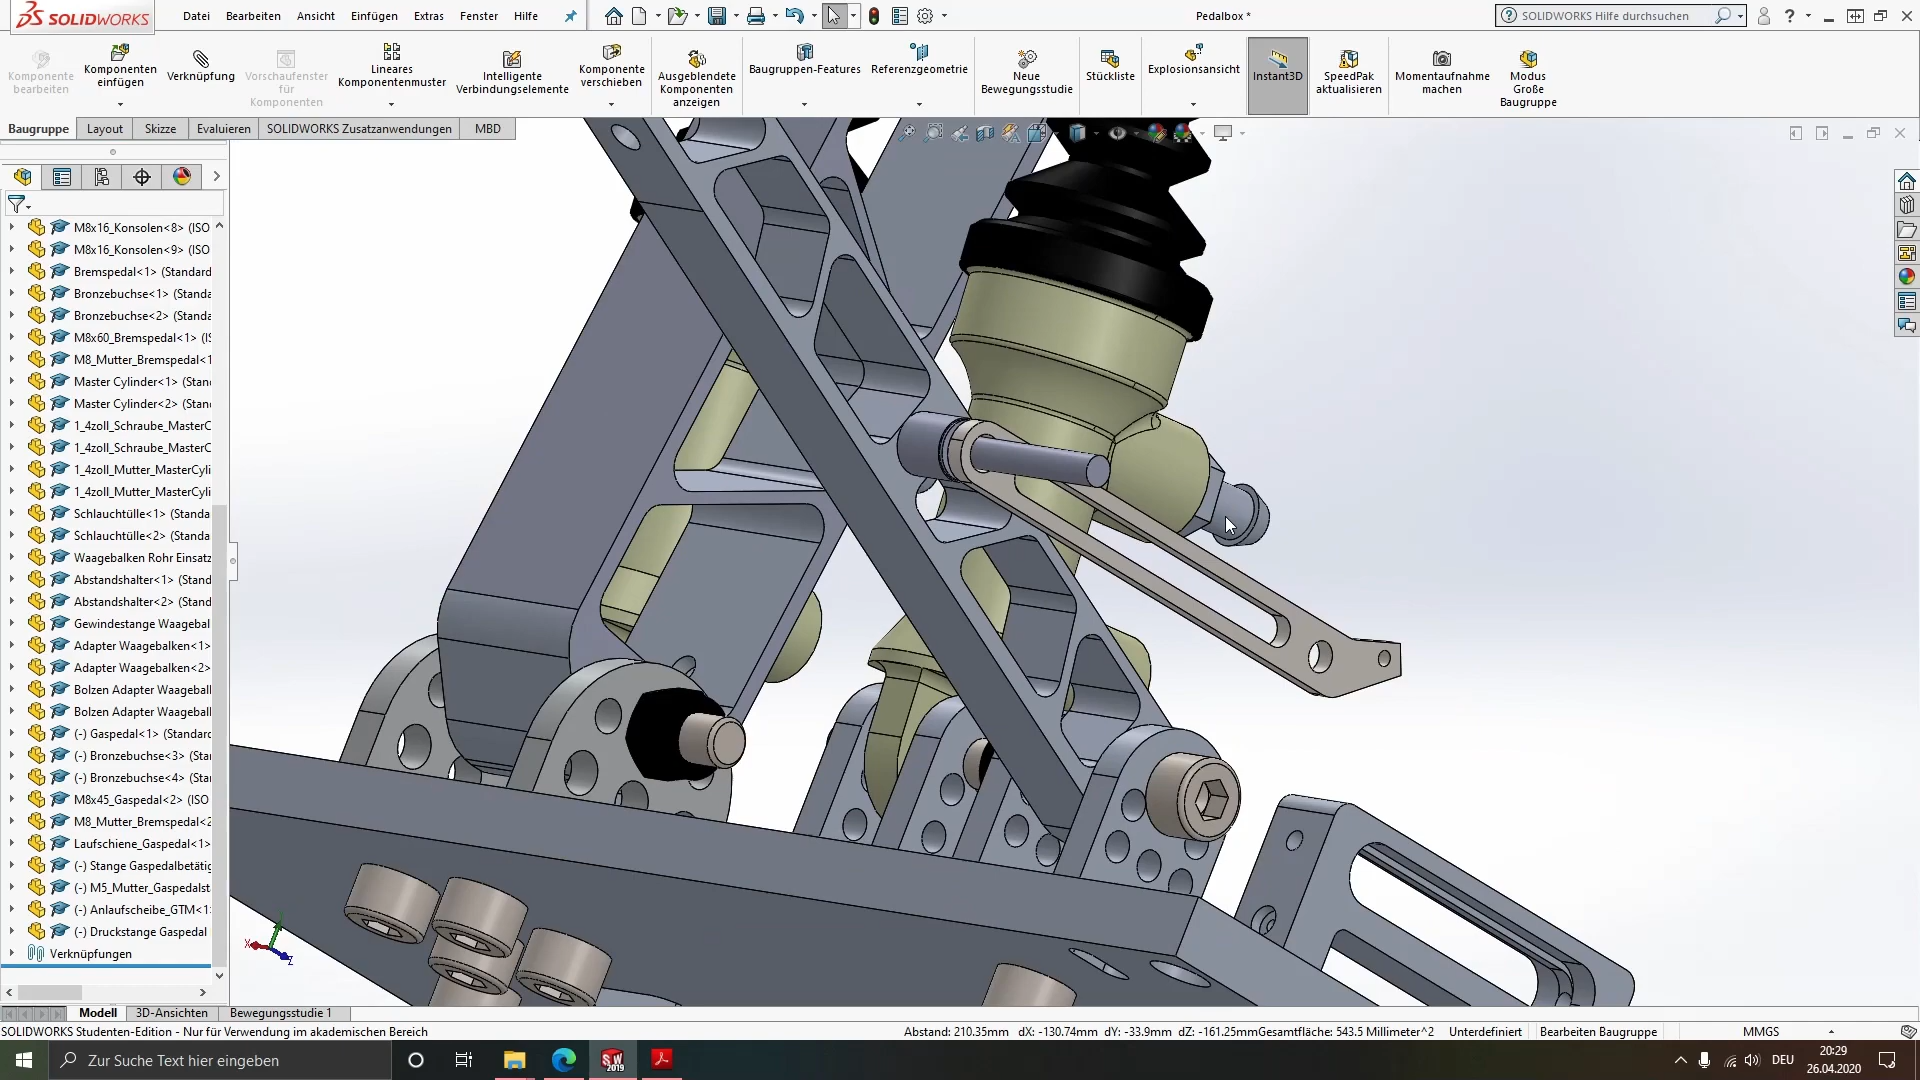 SOLIDWORKS
Datei Bearbeiten Ansicht Einfügen Extras Fenster Hilfe
Pedalbox *
SOLIDWORKS Hilfe durchsuchen
Komponente bearbeiten
Komponenten einfügen
Verknüpfung
Vorschaufenster für Komponenten
Lineares Komponentenmuster
Intelligente Verbindungselemente
Komponente verschieben
Ausgeblendete Komponenten anzeigen
Baugruppen-Features
Referenzgeometrie
Neue Bewegungsstudie
Stückliste
Explosionsansicht
Instant3D
SpeedPak aktualisieren
Momentaufnahme machen
Modus Große Baugruppe
Baugruppe Layout Skizze Evaluieren SOLIDWORKS Zusatzanwendungen MBD
M8x16_Konsolen<8> (ISO
M8x16_Konsolen<9> (ISO
Bremspedal<1> (Standard
Bronzebuchse<1> (Standa
Bronzebuchse<2> (Standa
M8x60_Bremspedal<1> (IS
M8_Mutter_Bremspedal<1
Master Cylinder<1> (Stan
Master Cylinder<2> (Stan
1_4zoll_Schraube_MasterC
1_4zoll_Schraube_MasterC
1_4zoll_Mutter_MasterCyli
1_4zoll_Mutter_MasterCyli
Schlauchtülle<1> (Standa
Schlauchtülle<2> (Standa
Waagebalken Rohr Einsatz
Abstandshalter<1> (Stand
Abstandshalter<2> (Stand
Gewindestange Waagebal
Adapter Waagebalken<1>
Adapter Waagebalken<2>
Bolzen Adapter Waageball
Bolzen Adapter Waageball
(-) Gaspedal<1> (Standard
(-) Bronzebuchse<3> (Star
(-) Bronzebuchse<4> (Star
M8x45_Gaspedal<2> (ISO
M8_Mutter_Bremspedal<2
Laufschiene_Gaspedal<1>
(-) Stange Gaspedalbetätig
(-) M5_Mutter_Gaspedalst
(-) Anlaufscheibe_GTM<1
(-) Druckstange Gaspedal
Verknüpfungen
X
Z
Modell 3D-Ansichten Bewegungsstudie 1
SOLIDWORKS Studenten-Edition - Nur für Verwendung im akademischen Bereich
Abstand: 210.35mm dX: -130.74mm dY: -33.9mm dZ: -161.25mmGesamtfläche: 543.5 Millimeter^2 Unterdefiniert Bearbeiten Baugruppe MMGS
Zur Suche Text hier eingeben
SW 2019
DEU
20:29
26.04.2020